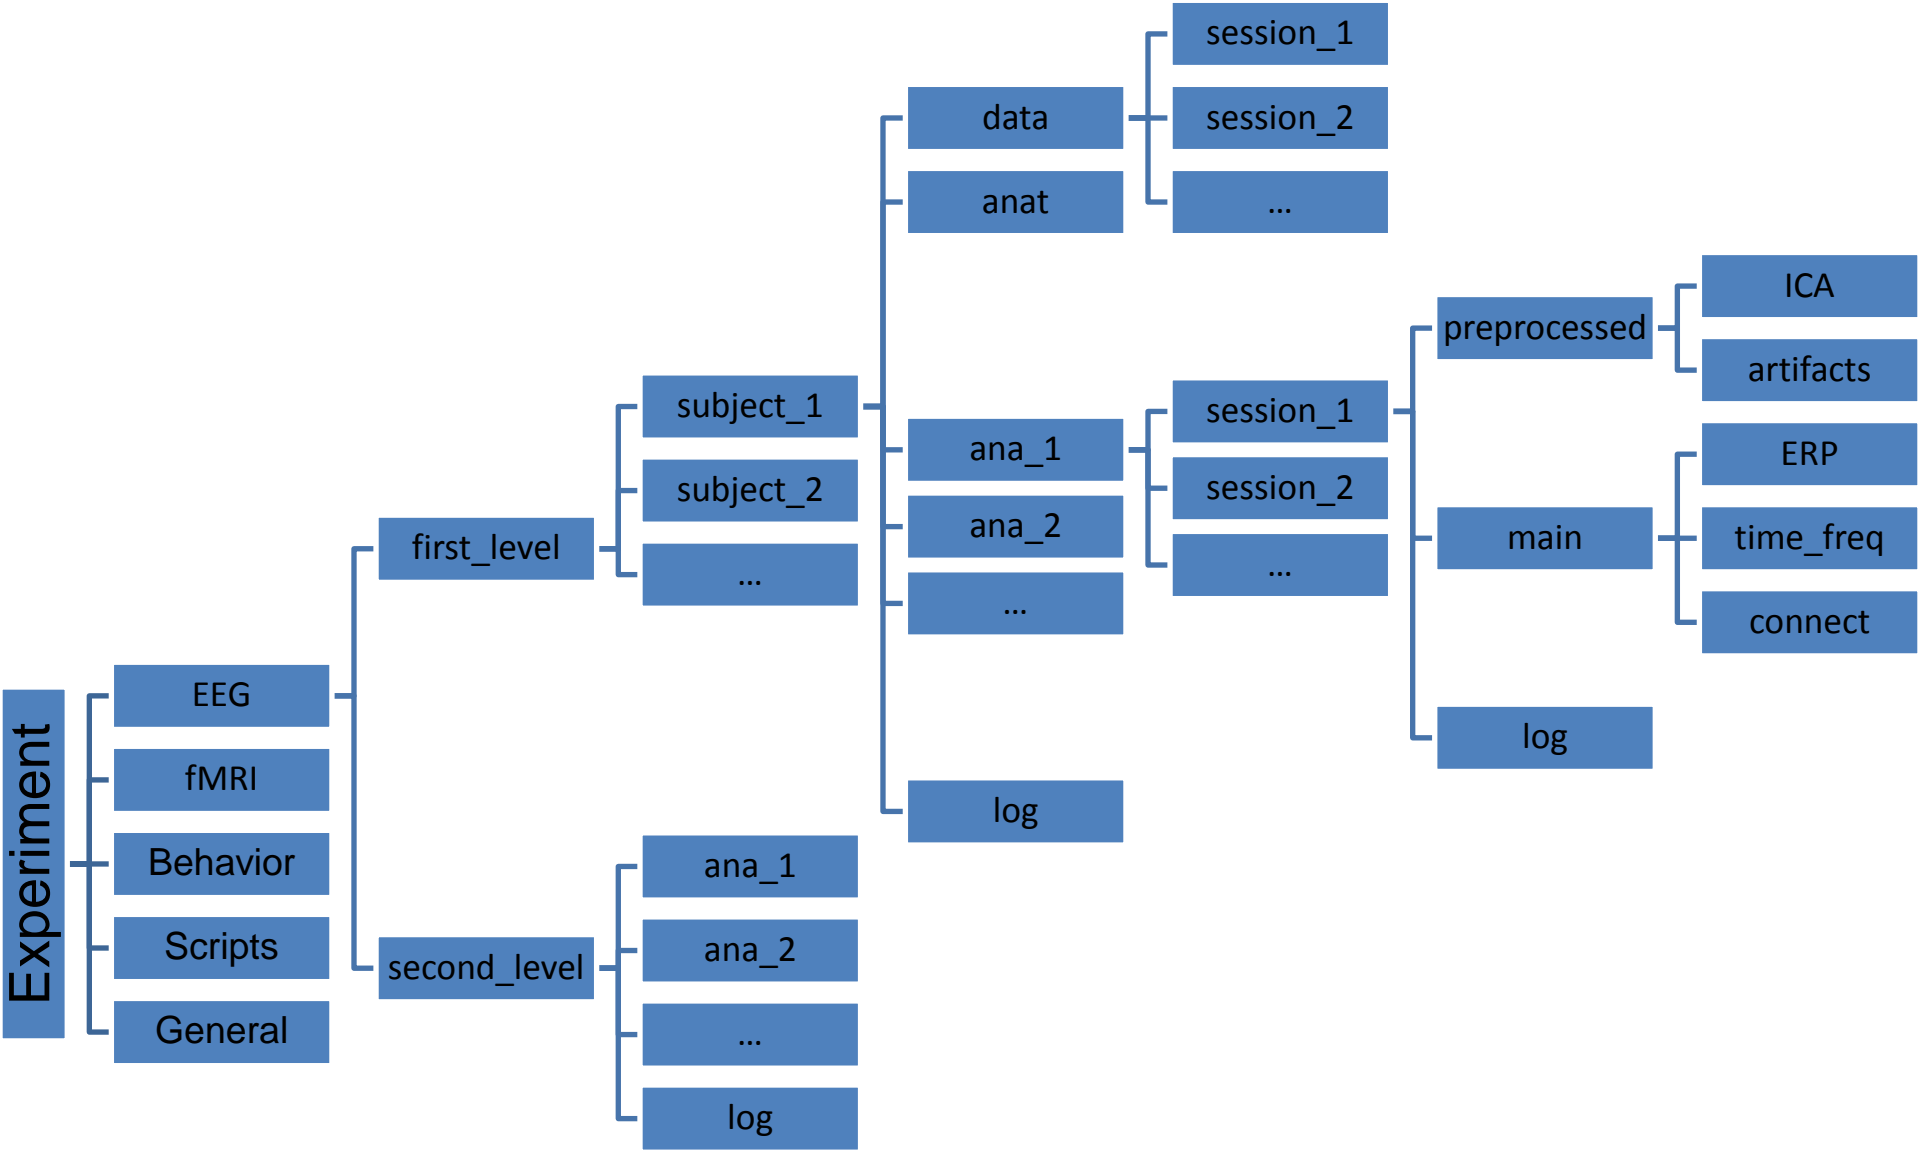 Experiment
EEG
fMRI
Behavior
Scripts
General
first_level
second_level
subject_1
subject_2
...
ana_1
ana_2
...
log
data
anat
ana_1
ana_2
...
log
session_1
session_2
...
session_1
session_2
...
preprocessed
main
log
ICA
artifacts
ERP
time_freq
connect